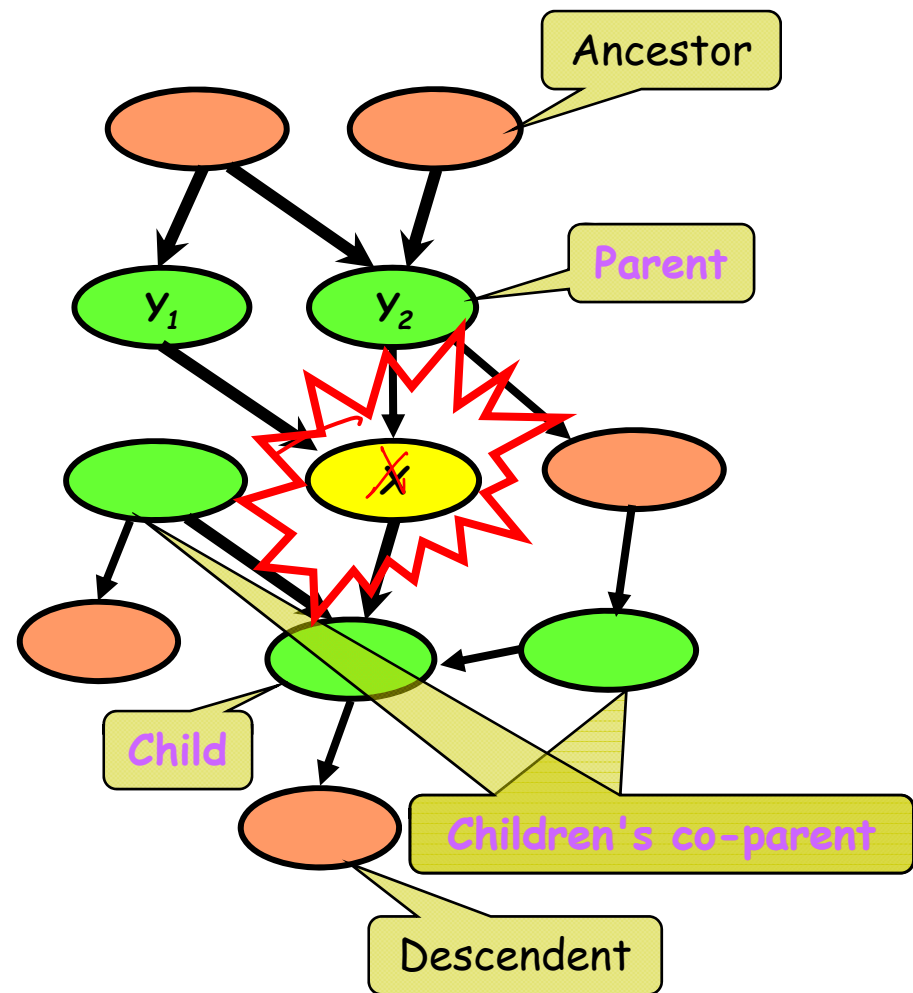 Ancestor
Parent
Y1
Y2
X
Child
Children's co-parent
Descendent